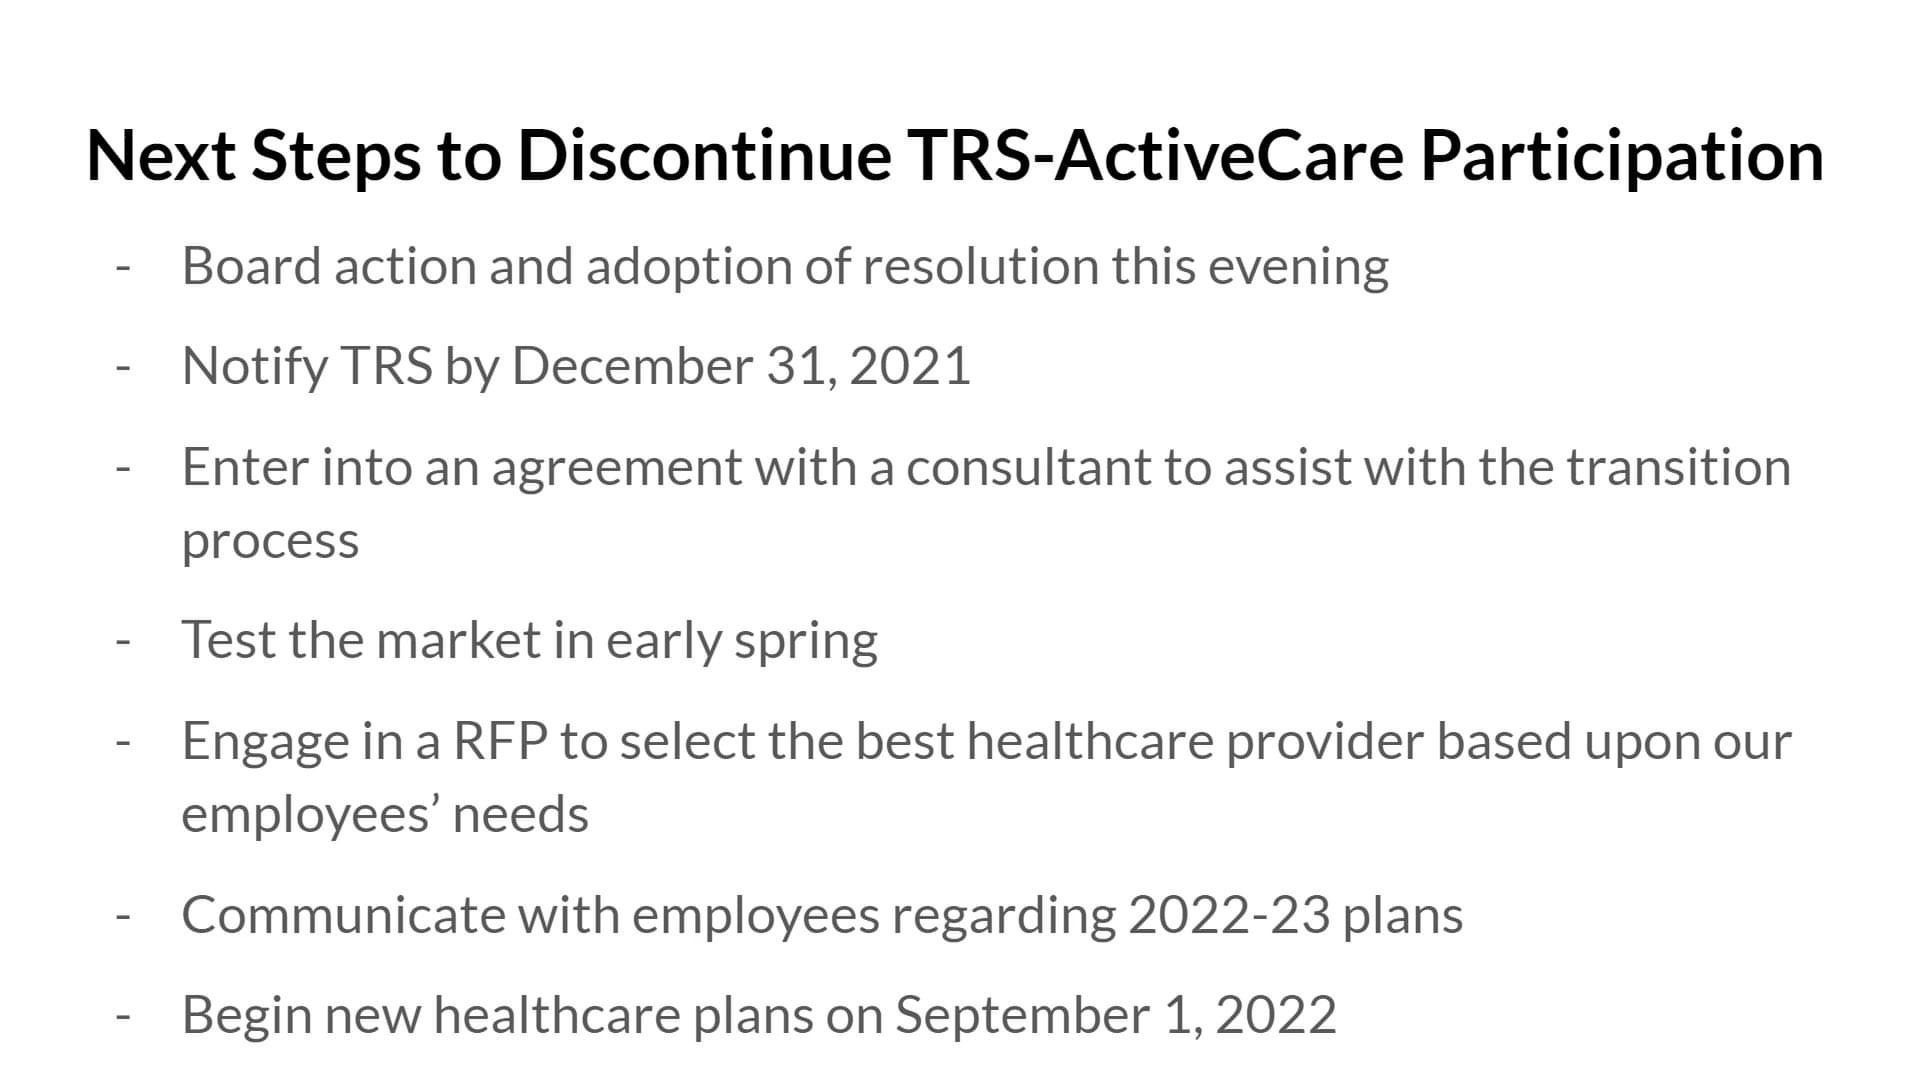 Next Steps to Discontinue TRS-ActiveCare Participation
- Board action and adoption of resolution this evening
- Notify TRS by December 31, 2021
- Enter into an agreement with a consultant to assist with the transition
process
- Test the market in early spring
- Engage in a RFP to select the best healthcare provider based upon our
employees’ needs
- Communicate with employees regarding 2022-23 plans
- Begin new healthcare plans on September 1, 2022